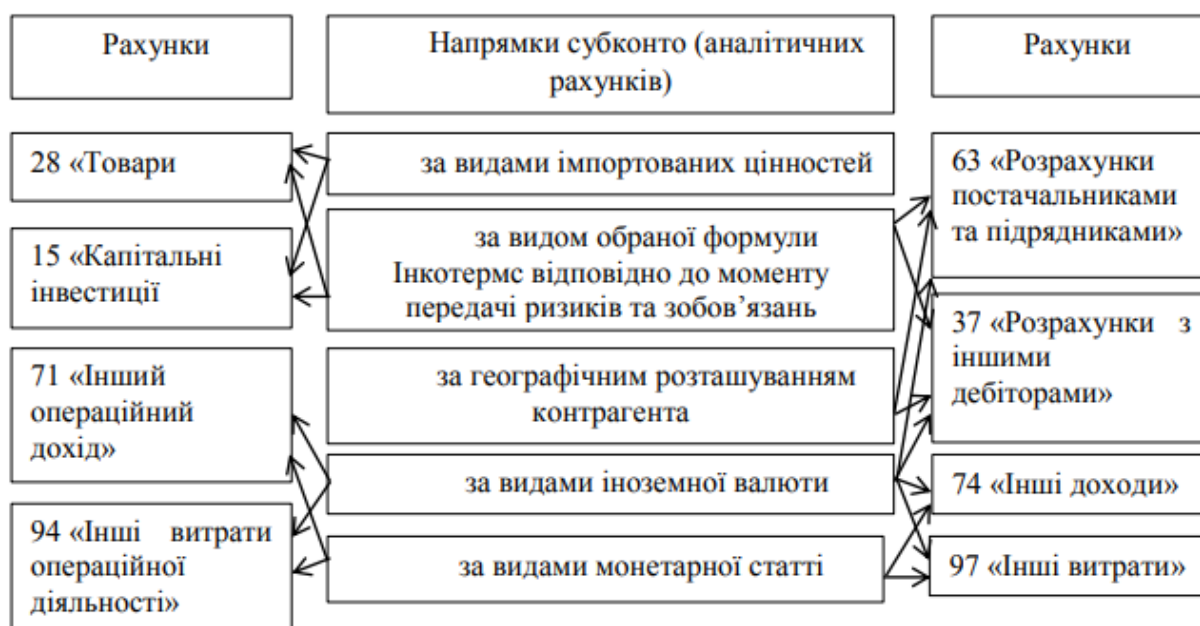 Рахунки
Напрямки субконто (аналітичних
рахунків)
Рахунки
28 «Товари
15 «Капітальні
інвестиції
71 «Інший
операційний
дохід»
94 «Інші витрати
операційної
діяльності»
за видами імпортованих цінностей
за видом обраної формули
Інкотермс відповідно до моменту
передачі ризиків та зобов’язань
за географічним розташуванням
контрагента
за видами іноземної валюти
за видами монетарної статті
63 «Розрахунки
постачальниками
та підрядниками»
37 «Розрахунки з
іншими
дебіторами»
74 «Інші доходи»
97 «Інші витрати»